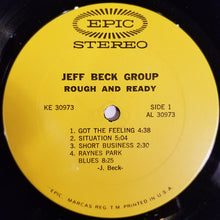 EPIC
STEREO
JEFF BECK GROUP
ROUGH AND READY
KE 30973
SIDE 1
AL 30973
1. GOT THE FEELING 4:38
2. SITUATION 5:04
3. SHORT BUSINESS 2:30
4. RAYNES PARK
BLUES 8:25
-J. Beck-
EPIC, MARCAS REG. T M PRINTED IN U.S.A.